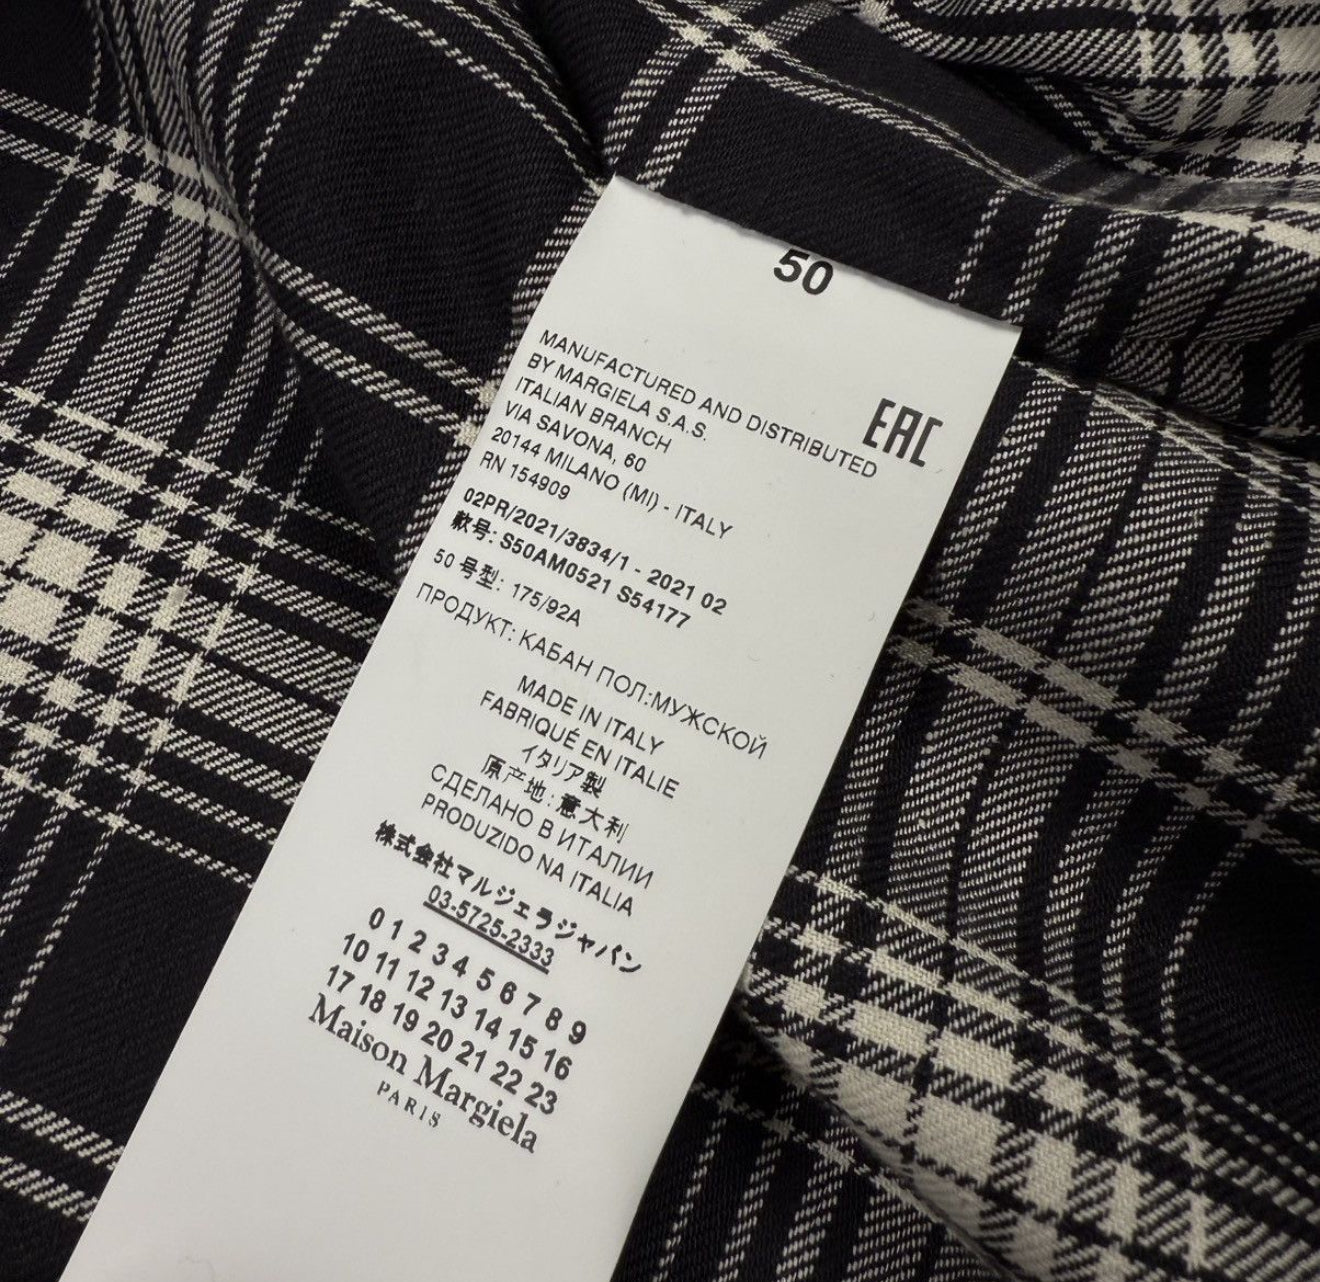 50
MANUFACTURED AND DISTRIBUTED
BY MARGIELA S.A.S.
ITALIAN BRANCH
VIA SAVONA, 60
20144 MILANO (MI) - ITALY
RN 154909
EAC
02PR/2021/3834/1 - 2021 02
款号: S50AM0521 S54177
50 号型: 175/92A
ПРОДУКТ: КАБАН ПОЛ:МУЖСКОЙ
MADE IN ITALY
FABRIQUÉ EN ITALIE
イタリア製
原产地:意大利
СДЕЛАНО В ИТАЛИИ
PRODUZIDO NA ITALIA
株式会社マルジェラジャパン
03-5725-2333
0 1 2 3 4 5 6 7 8 9
10 11 12 13 14 15 16
17 18 19 20 21 22 23
Maison Margiela
PARIS